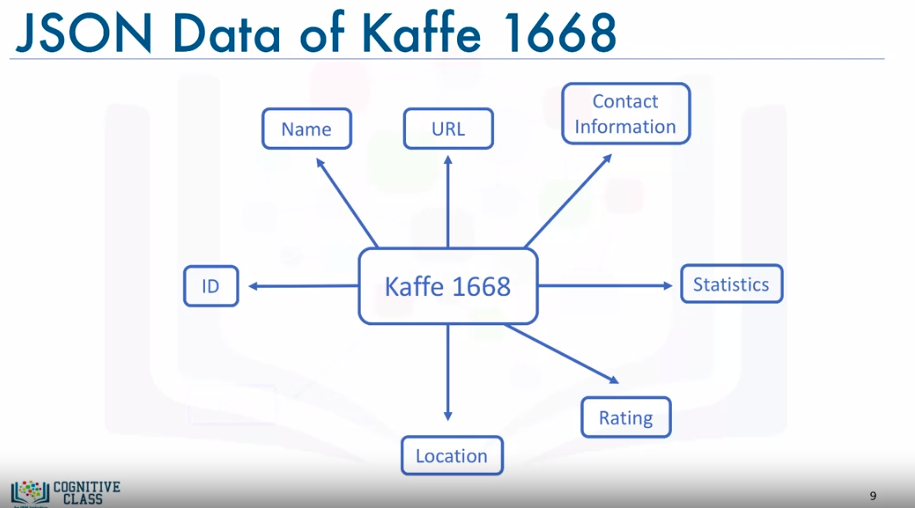 JSON Data of Kaffe 1668
Name
URL
Contact
Information
ID
Kaffe 1668
Statistics
Rating
Location
COGNITIVE
CLASS
9